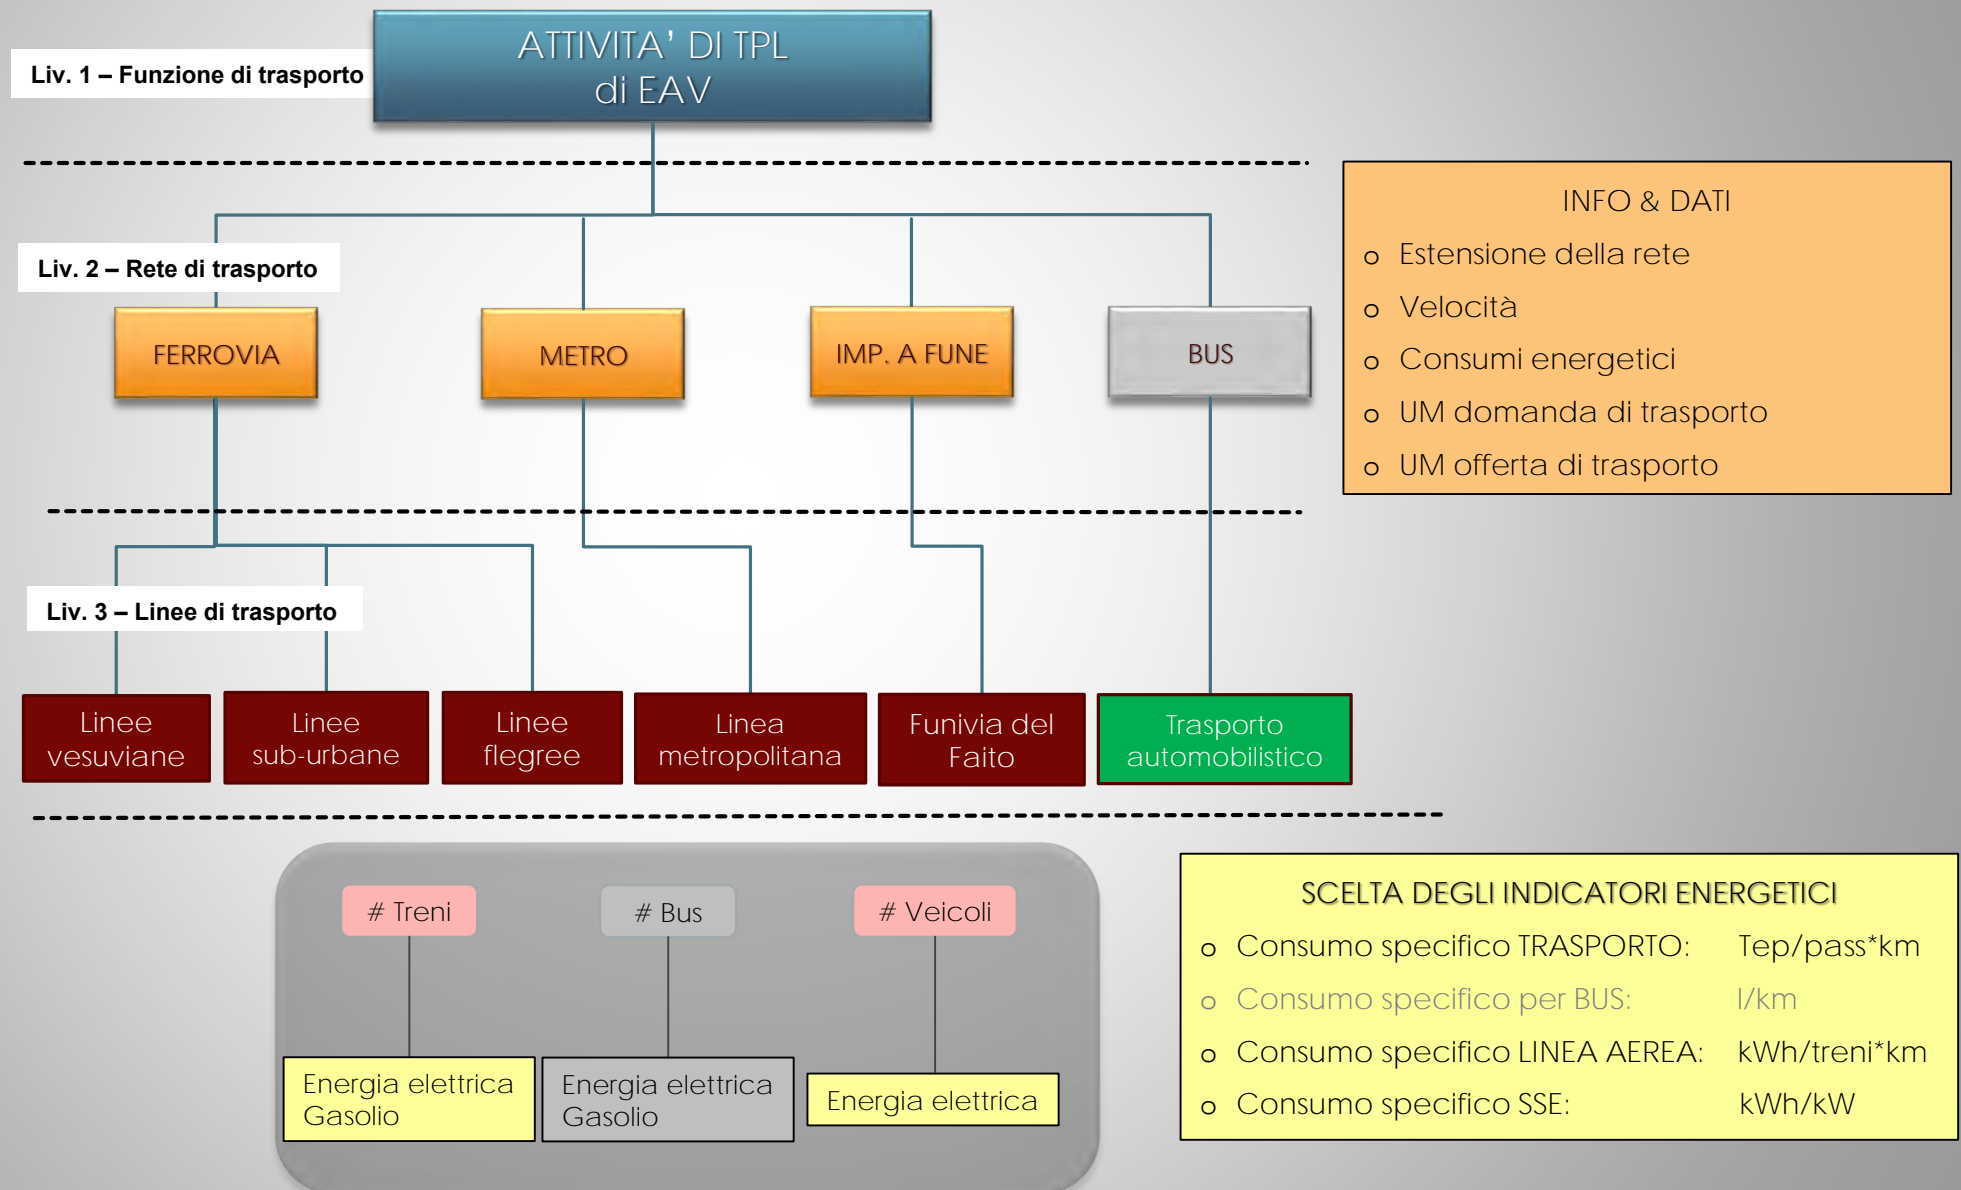 ATTIVITA’ DI TPL
di EAV
Liv. 1 – Funzione di trasporto
Liv. 2 – Rete di trasporto
FERROVIA
METRO
IMP. A FUNE
BUS
INFO & DATI
o Estensione della rete
o Velocità
o Consumi energetici
o UM domanda di trasporto
o UM offerta di trasporto
Liv. 3 – Linee di trasporto
Linee
vesuviane
Linee
sub-urbane
Linee
flegree
Linea
metropolitana
Funivia del
Faito
Trasporto
automobilistico
# Treni
# Bus
# Veicoli
Energia elettrica
Gasolio
Energia elettrica
Gasolio
Energia elettrica
SCELTA DEGLI INDICATORI ENERGETICI
o Consumo specifico TRASPORTO: Tep/pass*km
o Consumo specifico per BUS: l/km
o Consumo specifico LINEA AEREA: kWh/treni*km
o Consumo specifico SSE: kWh/kW